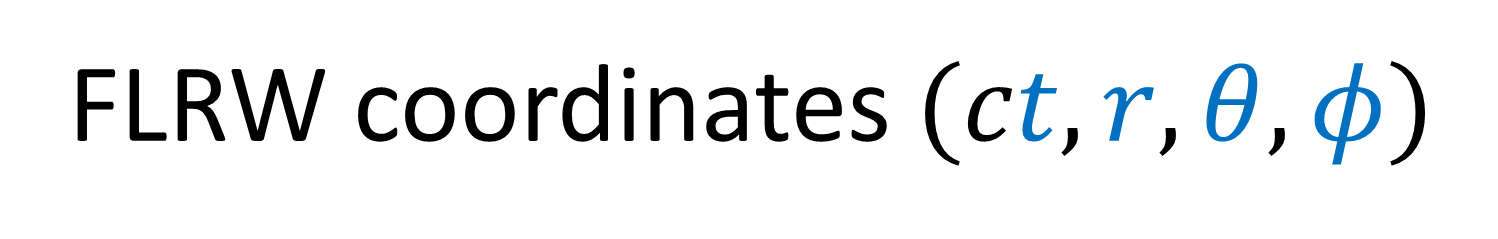 FLRW coordinates (𝑐𝑡, 𝑟, 𝜃, 𝜙)